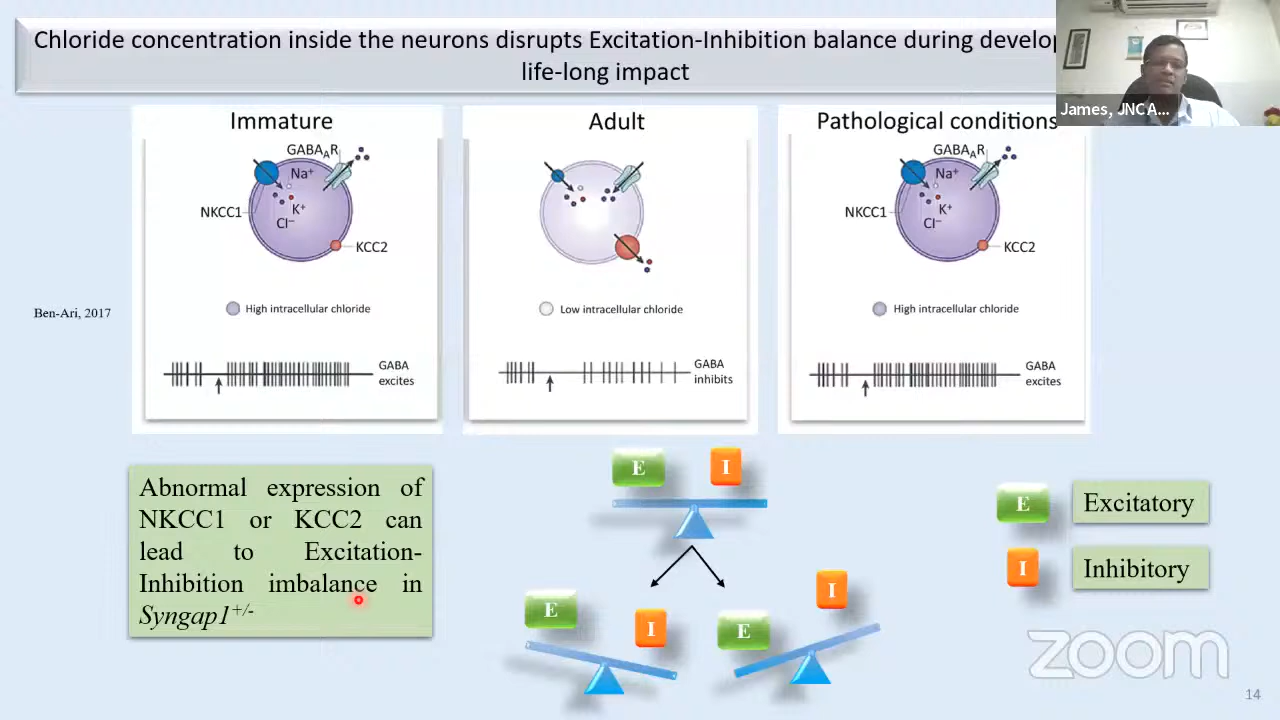 Chloride concentration inside the neurons disrupts Excitation-Inhibition balance during
life-long impact
James, JNCA...
Immature
GABAAR
Na⁺
NKCC1
K⁺
Cl⁻
KCC2
High intracellular chloride
GABA
excites
Adult
Low intracellular chloride
GABA
inhibits
Pathological conditions
GABAAR
Na⁺
NKCC1
K⁺
Cl⁻
KCC2
High intracellular chloride
GABA
excites
Ben-Ari, 2017
Abnormal expression of
NKCC1 or KCC2 can
lead to Excitation-
Inhibition imbalance in
Syngap1+/-
E I
E I
E I
E Excitatory
I Inhibitory
zoom
14